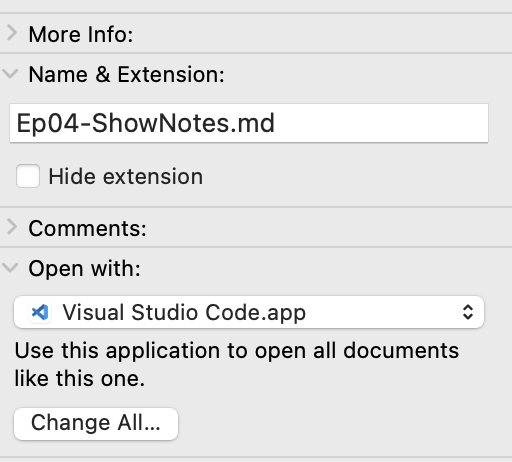 More Info:
Name & Extension:
Ep04-ShowNotes.md
Hide extension
Comments:
Open with:
Visual Studio Code.app
Use this application to open all documents
like this one.
Change All...